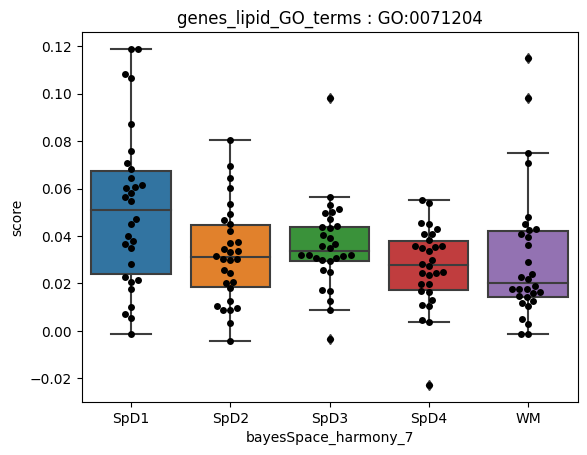 genes_lipid_GO_terms : GO:0071204
0.12
0.10
0.08
0.06
0.04
0.02
0.00
−0.02
score
SpD1 SpD2 SpD3 SpD4 WM
bayesSpace_harmony_7